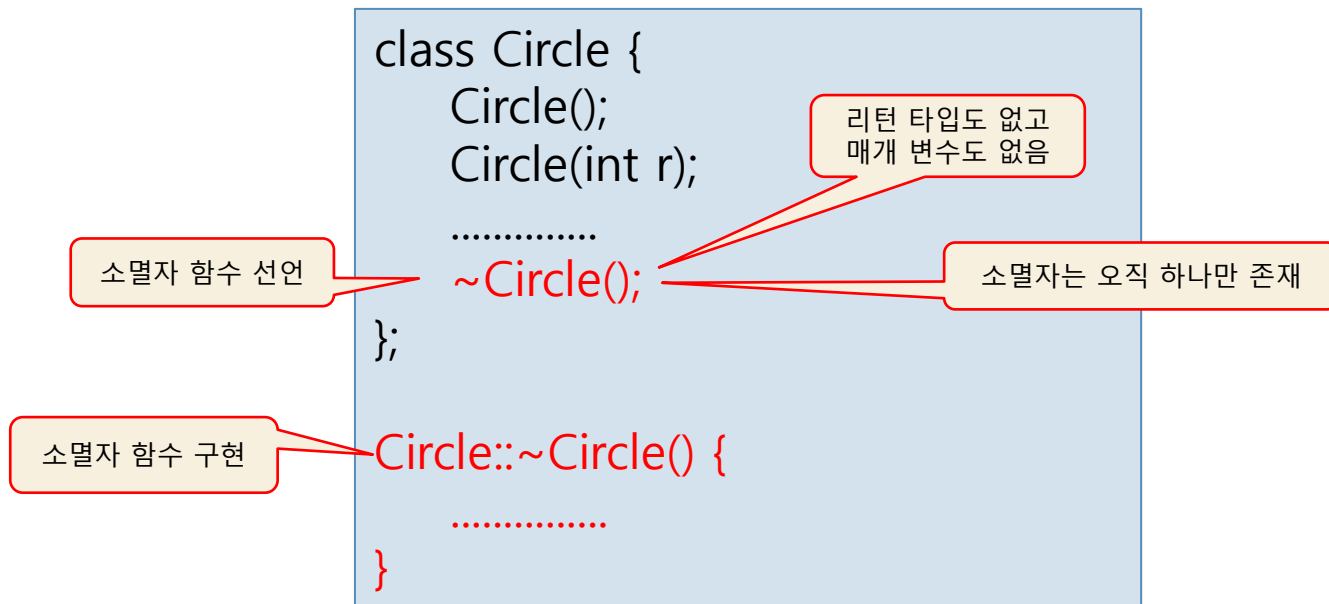 class Circle {
Circle();
Circle(int r);
..............
~Circle();
};
Circle::~Circle() {
...............
}
리턴 타입도 없고
매개 변수도 없음
소멸자 함수 선언
소멸자는 오직 하나만 존재
소멸자 함수 구현